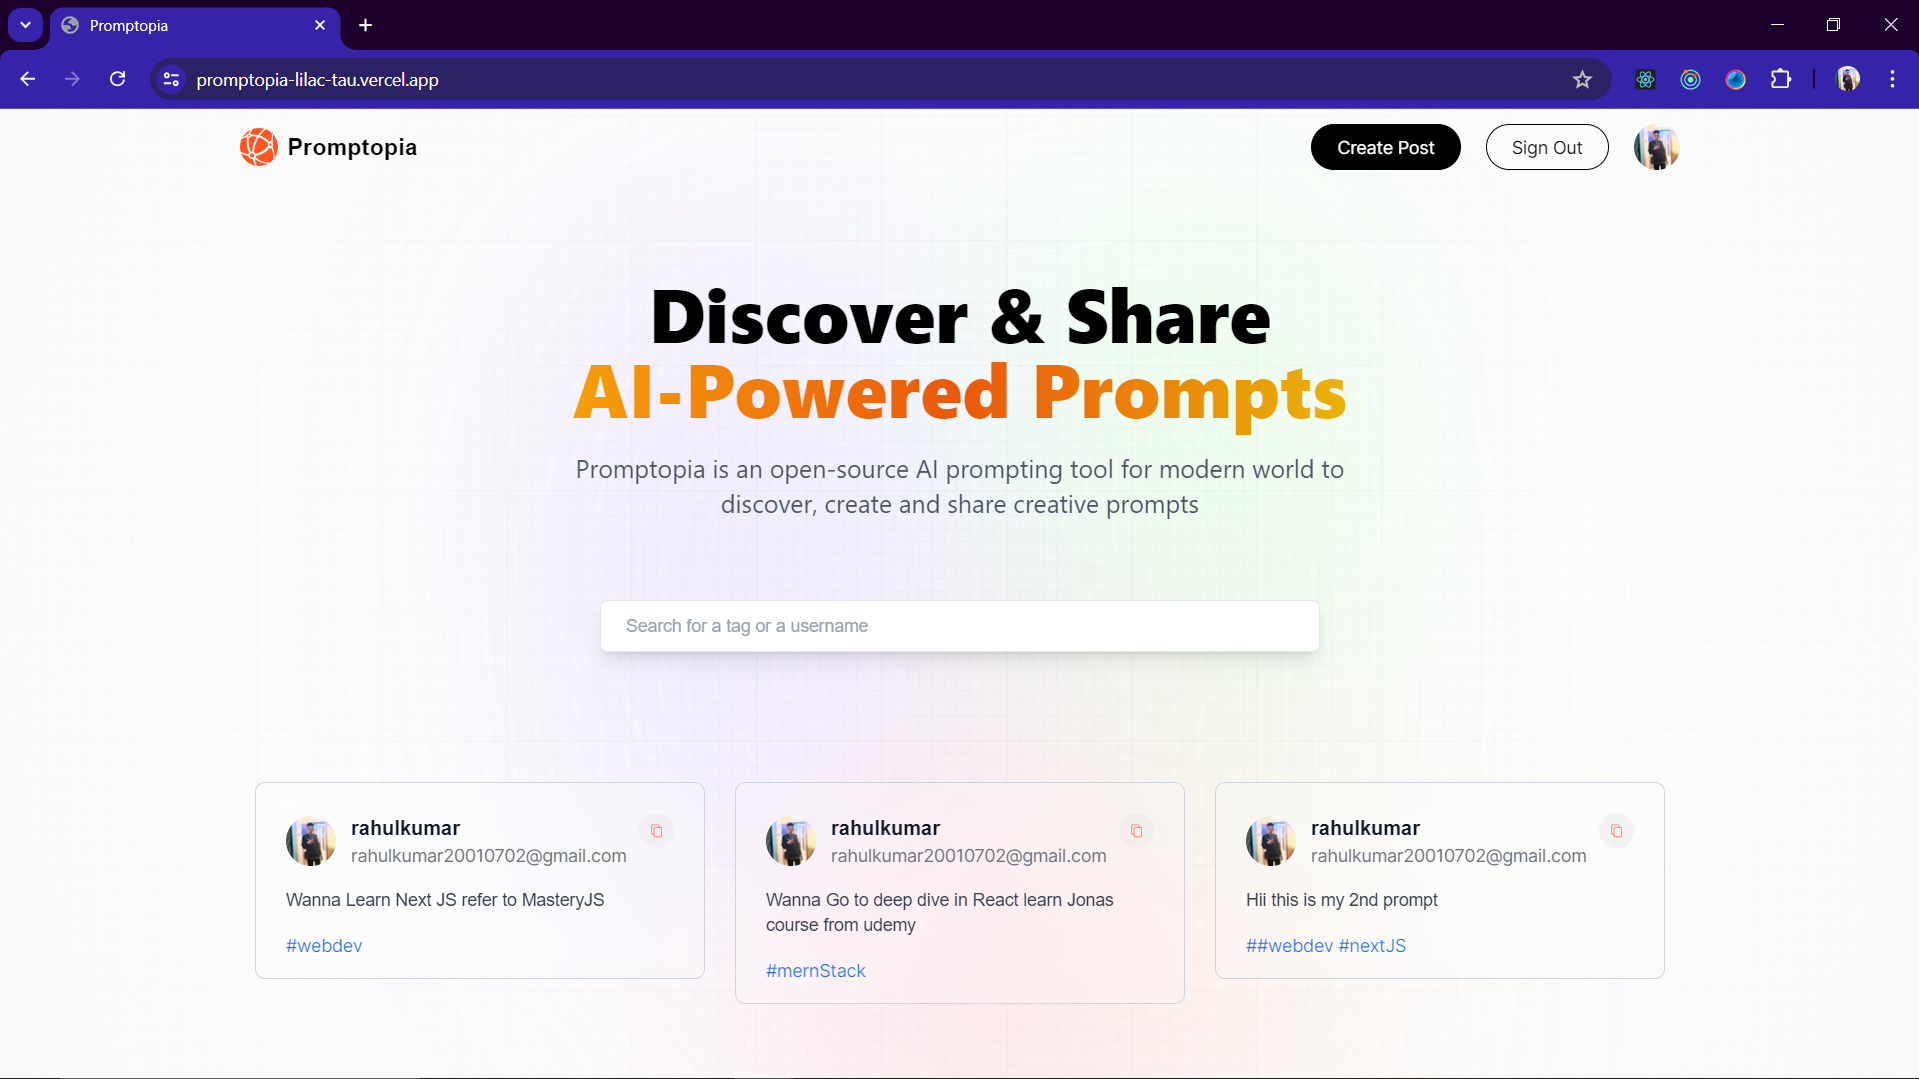 Promptopia
promptopia-lilac-tau.vercel.app
Promptopia
Create Post
Sign Out
Discover & Share
AI-Powered Prompts
Promptopia is an open-source AI prompting tool for modern world to
discover, create and share creative prompts
Search for a tag or a username
rahulkumar
rahulkumar20010702@gmail.com
Wanna Learn Next JS refer to MasteryJS
#webdev
rahulkumar
rahulkumar20010702@gmail.com
Wanna Go to deep dive in React learn Jonas
course from udemy
#mernStack
rahulkumar
rahulkumar20010702@gmail.com
Hii this is my 2nd prompt
##webdev #nextJS